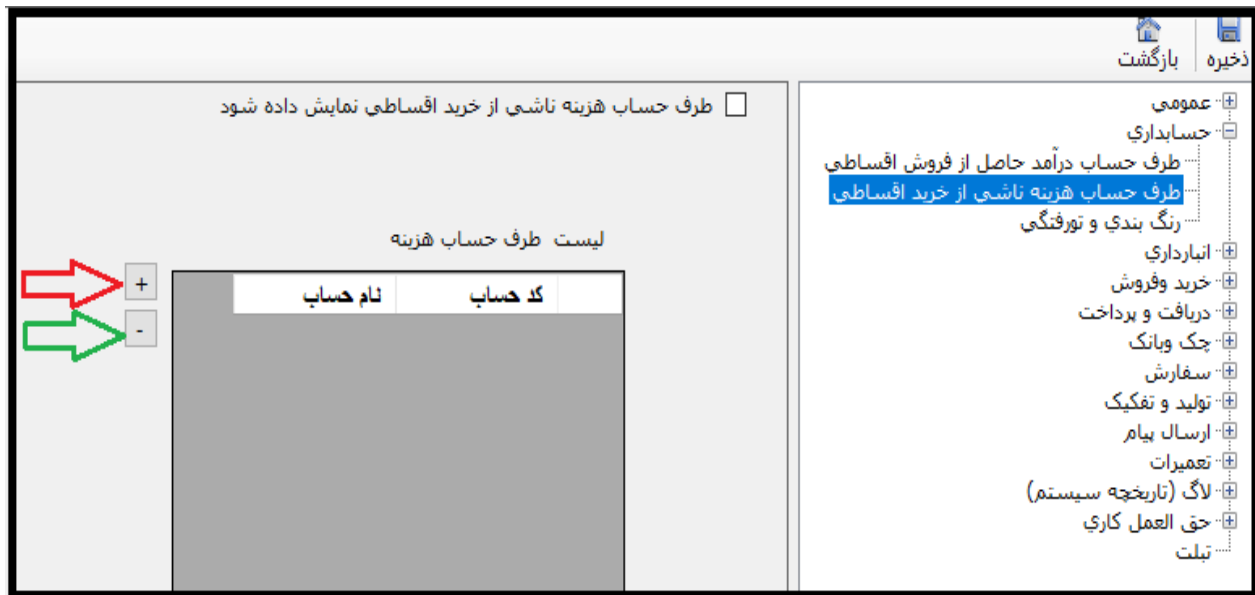 ذخیره
بازگشت
عمومي
حسابداري
طرف حساب درآمد حاصل از فروش اقساطي
طرف حساب هزينه ناشي از خريد اقساطي
رنگ بندي و تورفتگي
انبارداري
خريد وفروش
دريافت و پرداخت
چک وبانک
سفارش
توليد و تفکيک
ارسال پيام
تعميرات
لاگ (تاريخچه سيستم)
حق العمل کاري
تبلت
طرف حساب هزينه ناشي از خريد اقساطي نمايش داده شود
ليست طرف حساب هزينه
کد حساب
نام حساب
+
-